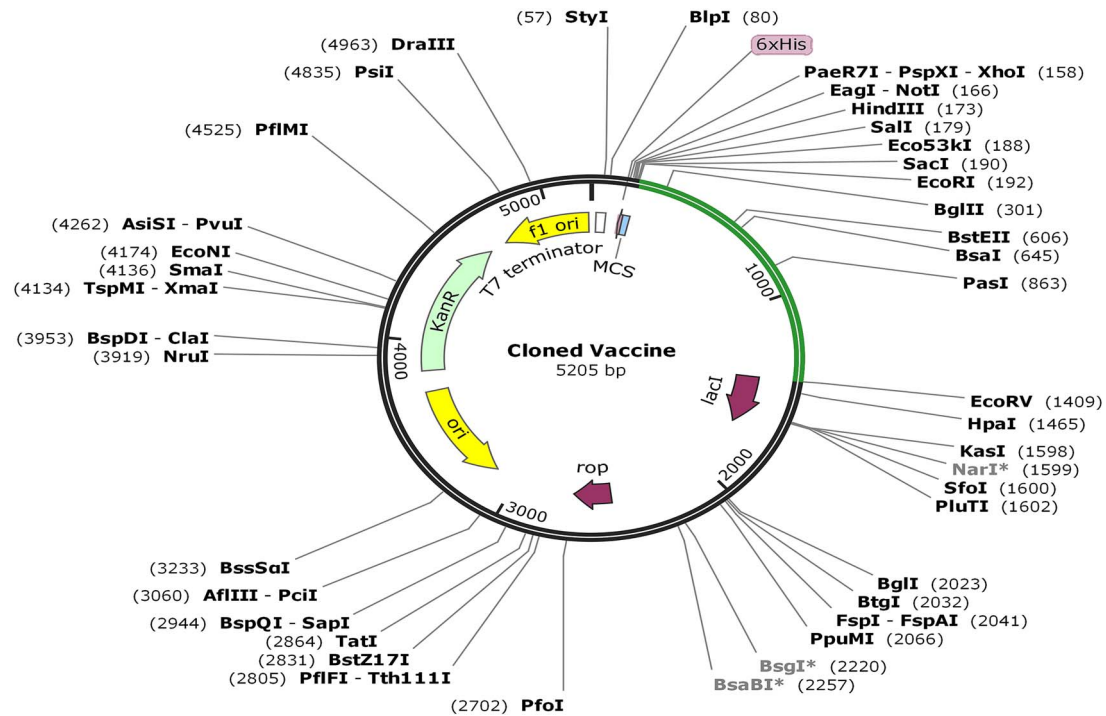 (57) StyI
BlpI (80)
6xHis
(4963) DraIII
(4835) PsiI
(4525) PflMI
(4262) AsiSI - PvuI
(4174) EcoNI
(4136) SmaI
(4134) TspMI - XmaI
(3953) BspDI - ClaI
(3919) NruI
PaeR7I - PspXI - XhoI (158)
EagI - NotI (166)
HindIII (173)
SalI (179)
Eco53kI (188)
SacI (190)
EcoRI (192)
BglII (301)
BstEII (606)
BsaI (645)
PasI (863)
5000
f1 ori
T7 terminator
MCS
1000
KanR
4000
Cloned Vaccine
5205 bp
lacI
ori
rop
2000
3000
EcoRV (1409)
HpaI (1465)
KasI (1598)
NarI* (1599)
SfoI (1600)
PluTI (1602)
BglI (2023)
BtgI (2032)
FspI - FspAI (2041)
PpuMI (2066)
BsgI* (2220)
BsaBI* (2257)
(3233) BssSαI
(3060) AflIII - PciI
(2944) BspQI - SapI
(2864) TatI
(2831) BstZ17I
(2805) PflFI - Tth111I
(2702) PfoI